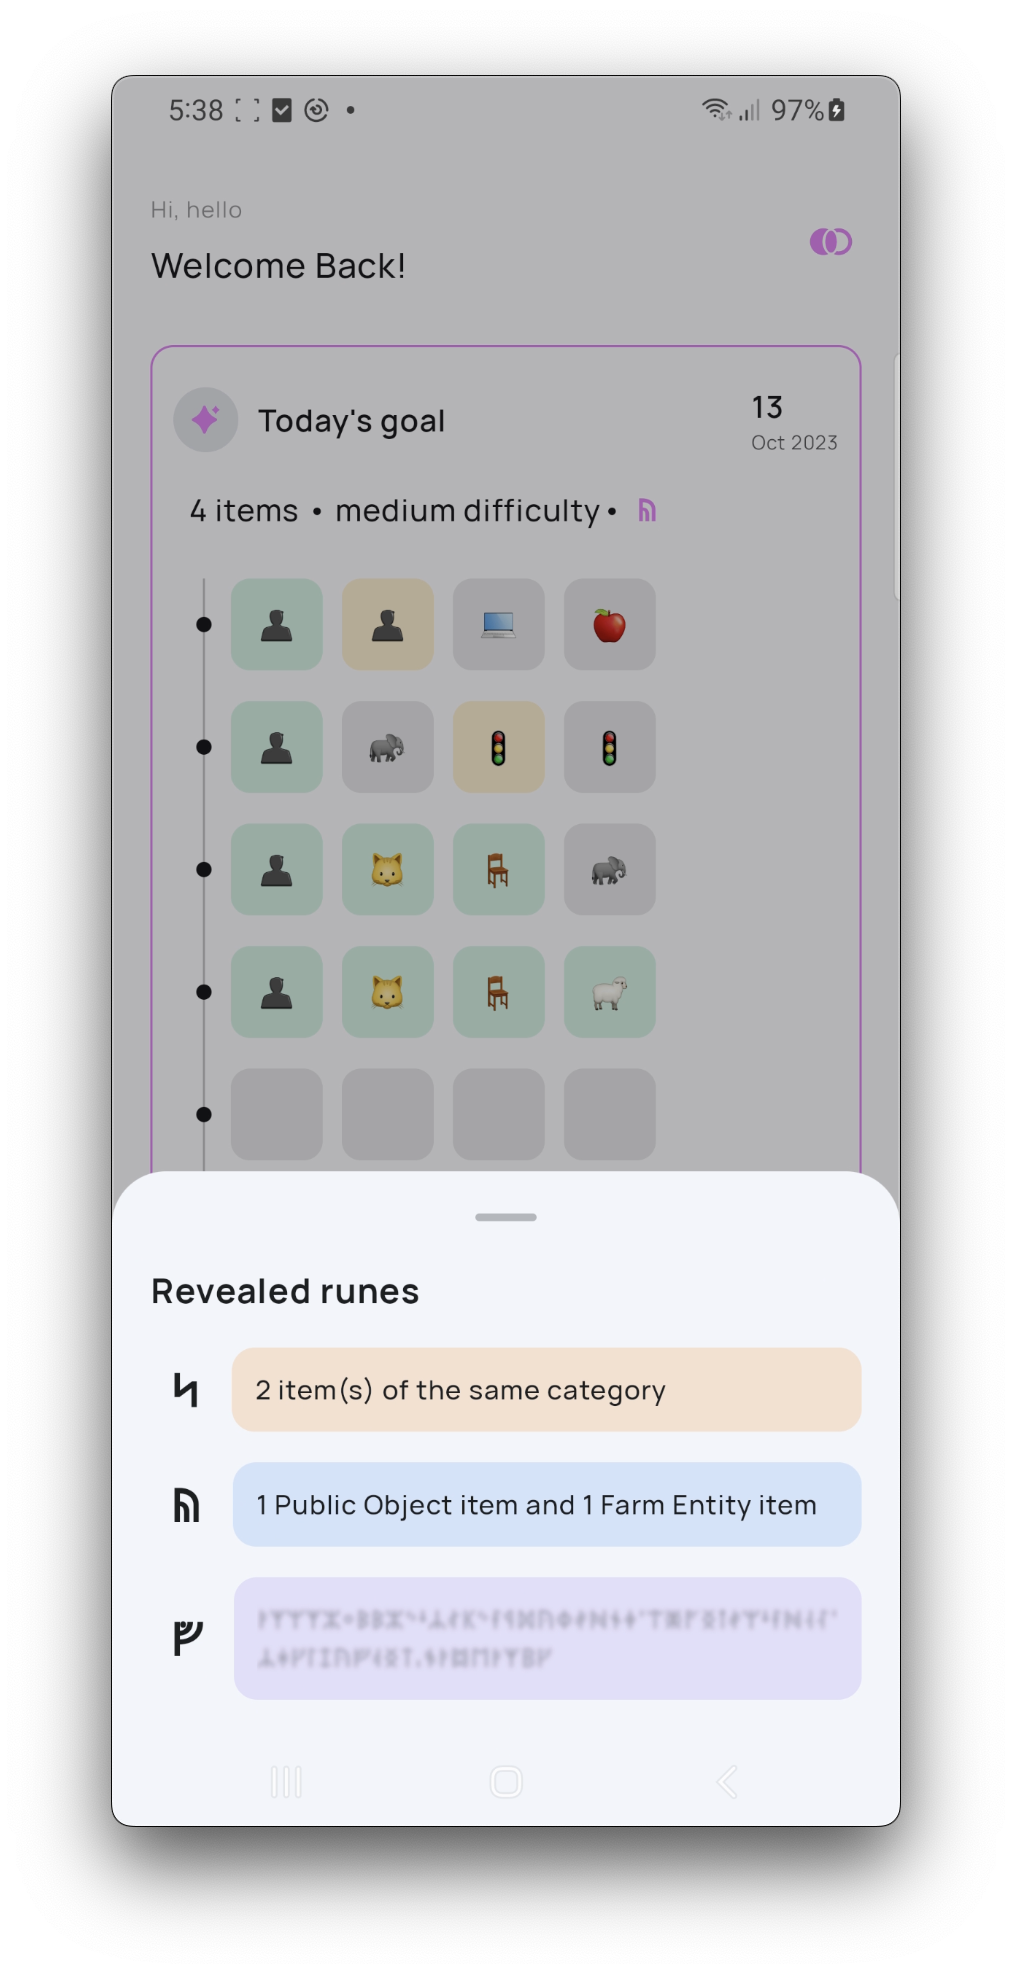 5:38
97%
Hi, hello
Welcome Back!
Today's goal
13
Oct 2023
4 items • medium difficulty •
Revealed runes
2 item(s) of the same category
1 Public Object item and 1 Farm Entity item